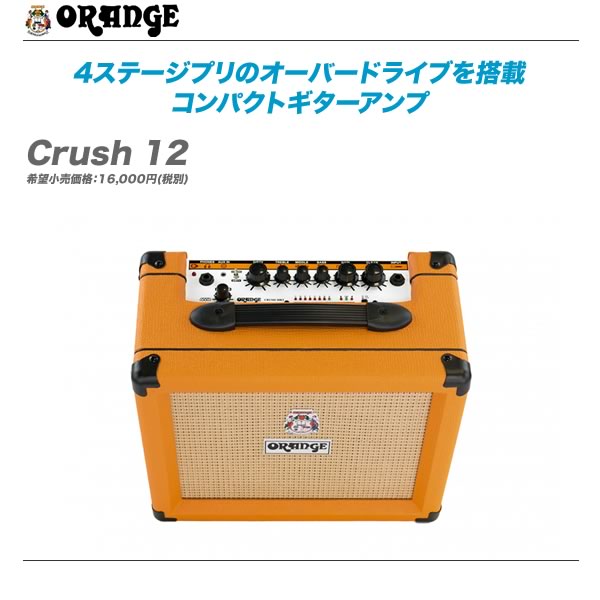 ORANGE
4ステージプリのオーバードライブを搭載
コンパクトギターアンプ
Crush 12
希望小売価格：16,000円(税別)
ORANGE
ORANGE